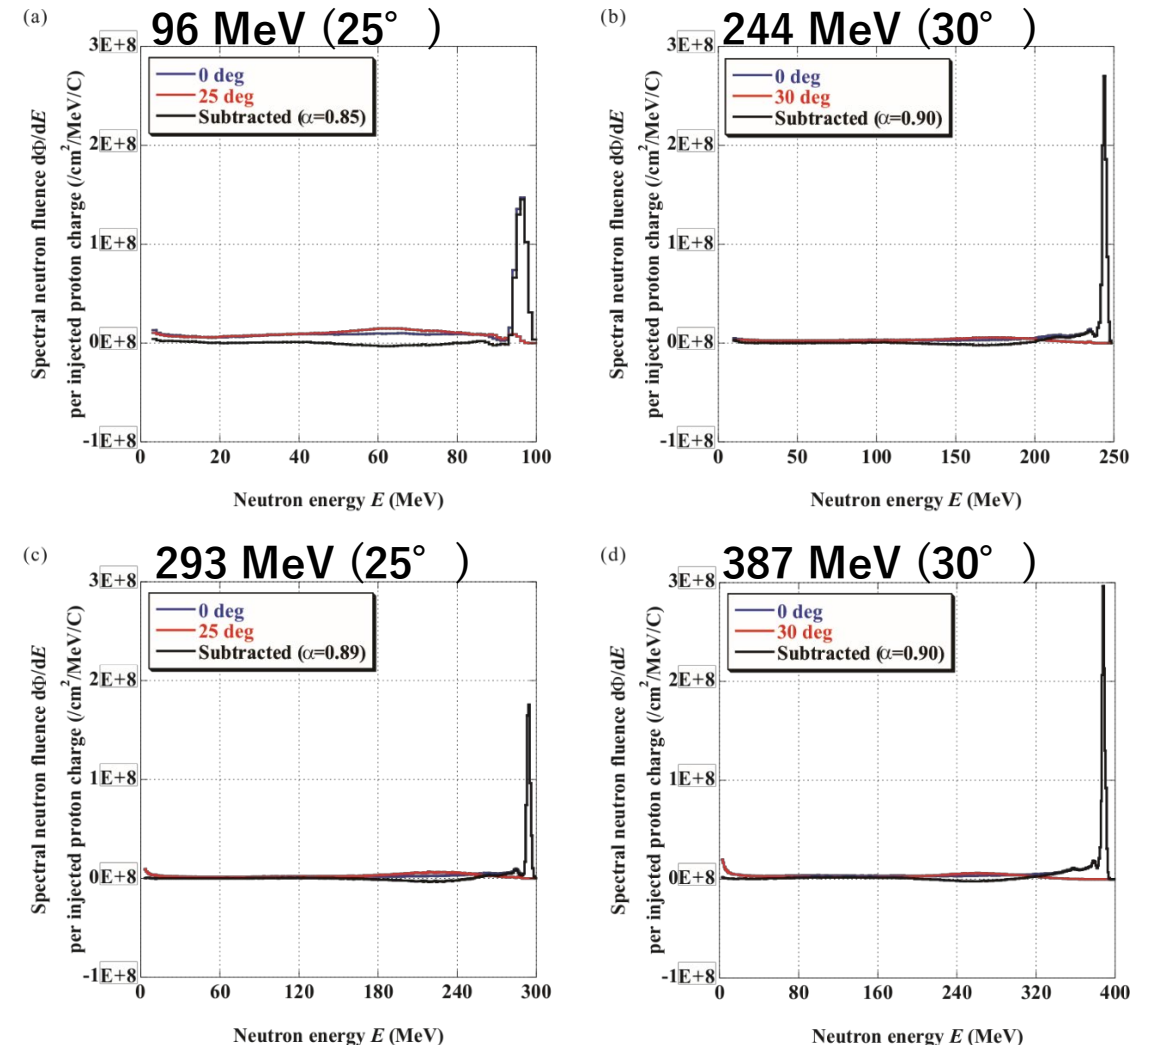 (a)
96 MeV (25° )
3E+8
2E+8
1E+8
0E+8
-1E+8
0 deg
25 deg
Subtracted (α=0.85)
Spectral neutron fluence dΦ/dE
per injected proton charge (/cm²/MeV/C)
0 20 40 60 80 100
Neutron energy E (MeV)
(b)
244 MeV (30° )
3E+8
2E+8
1E+8
0E+8
-1E+8
0 deg
30 deg
Subtracted (α=0.90)
Spectral neutron fluence dΦ/dE
per injected proton charge (/cm²/MeV/C)
0 50 100 150 200 250
Neutron energy E (MeV)
(c)
293 MeV (25° )
3E+8
2E+8
1E+8
0E+8
-1E+8
0 deg
25 deg
Subtracted (α=0.89)
Spectral neutron fluence dΦ/dE
per injected proton charge (/cm²/MeV/C)
0 60 120 180 240 300
Neutron energy E (MeV)
(d)
387 MeV (30° )
3E+8
2E+8
1E+8
0E+8
-1E+8
0 deg
30 deg
Subtracted (α=0.90)
Spectral neutron fluence dΦ/dE
per injected proton charge (/cm²/MeV/C)
0 80 160 240 320 400
Neutron energy E (MeV)